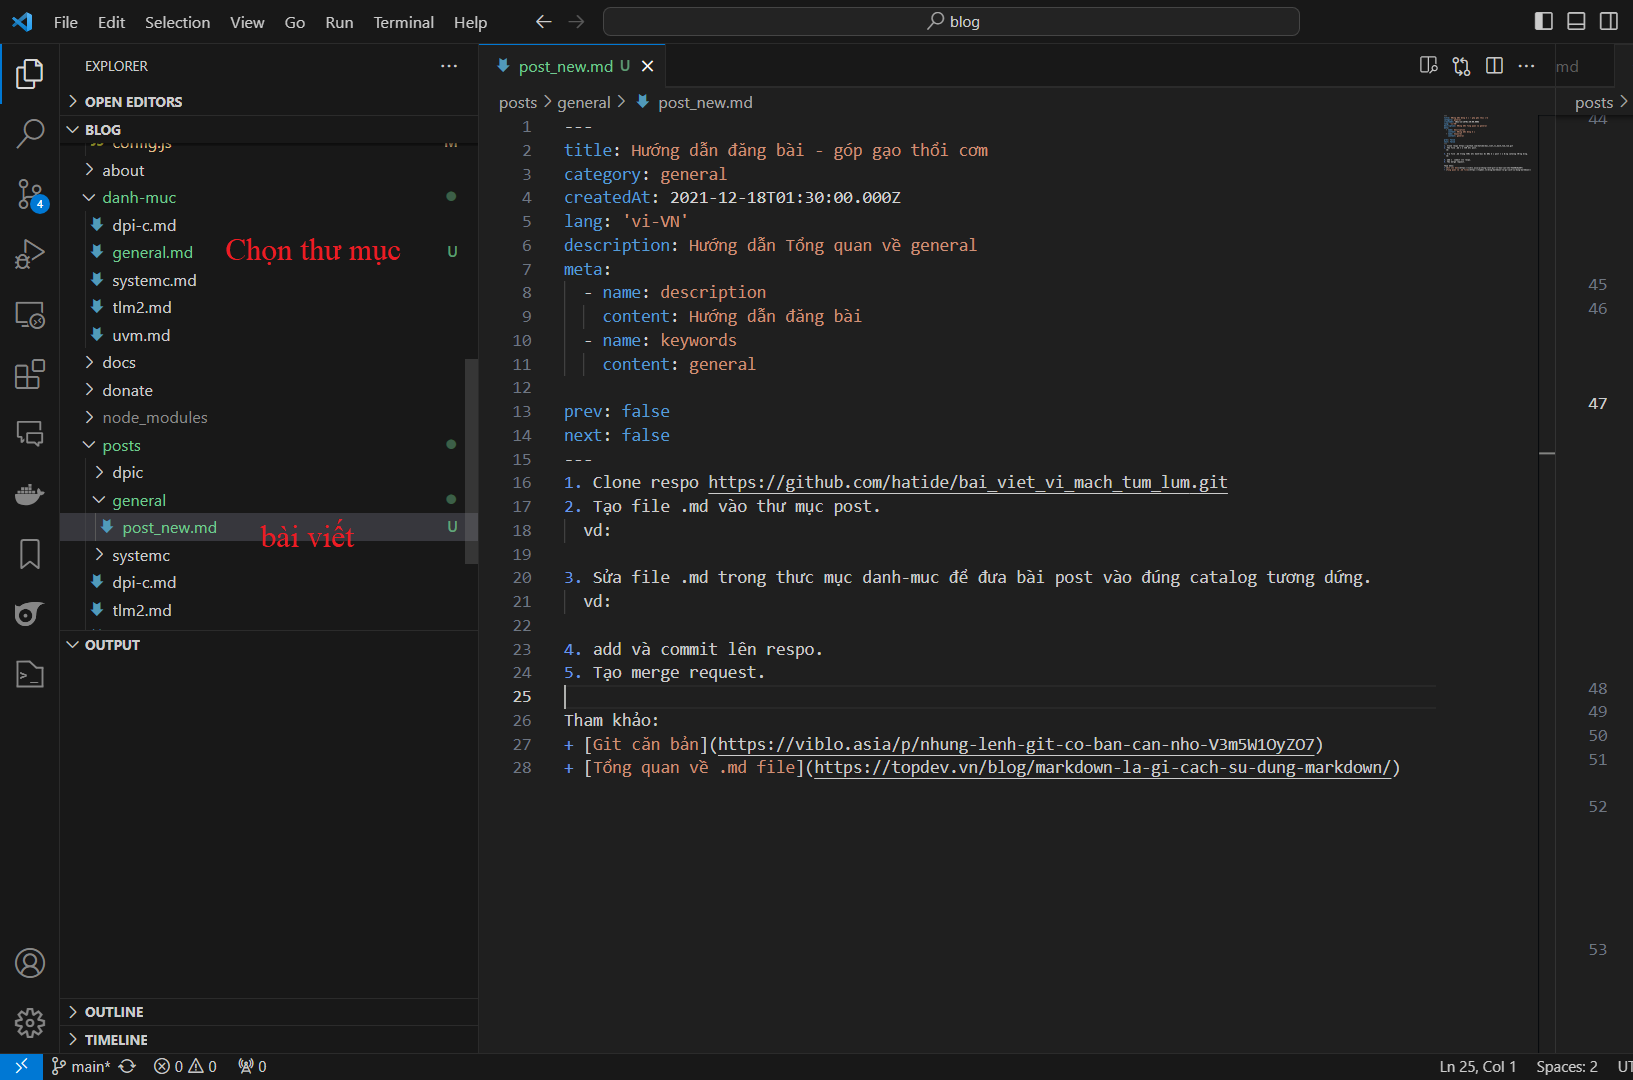 File Edit Selection View Go Run Terminal Help
blog
EXPLORER
OPEN EDITORS
BLOG
config.js M
about
danh-muc
dpi-c.md
general.md U
Chọn thư mục
systemc.md
tlm2.md
uvm.md
docs
donate
node_modules
posts
dpic
general
post_new.md U
bài viết
systemc
dpi-c.md
tlm2.md
OUTPUT
OUTLINE
TIMELINE
post_new.md U
md
posts > general > post_new.md
posts >
1 ---
2 title: Hướng dẫn đăng bài - góp gạo thổi cơm
3 category: general
4 createdAt: 2021-12-18T01:30:00.000Z
5 lang: 'vi-VN'
6 description: Hướng dẫn Tổng quan về general
7 meta:
8 - name: description
9 content: Hướng dẫn đăng bài
10 - name: keywords
11 content: general
12
13 prev: false
14 next: false
15 ---
16 1. Clone respo https://github.com/hatide/bai_viet_vi_mach_tum_lum.git
17 2. Tạo file .md vào thư mục post.
18 vd:
19
20 3. Sửa file .md trong thưc mục danh-muc để đưa bài post vào đúng catalog tương dứng.
21 vd:
22
23 4. add và commit lên respo.
24 5. Tạo merge request.
25
26 Tham khảo:
27 + [Git căn bản](https://viblo.asia/p/nhung-lenh-git-co-ban-can-nho-V3m5W1OyZO7)
28 + [Tổng quan về .md file](https://topdev.vn/blog/markdown-la-gi-cach-su-dung-markdown/)
44
45
46
47
48
49
50
51
52
53
4
main* 0 0 0
Ln 25, Col 1 Spaces: 2 UT